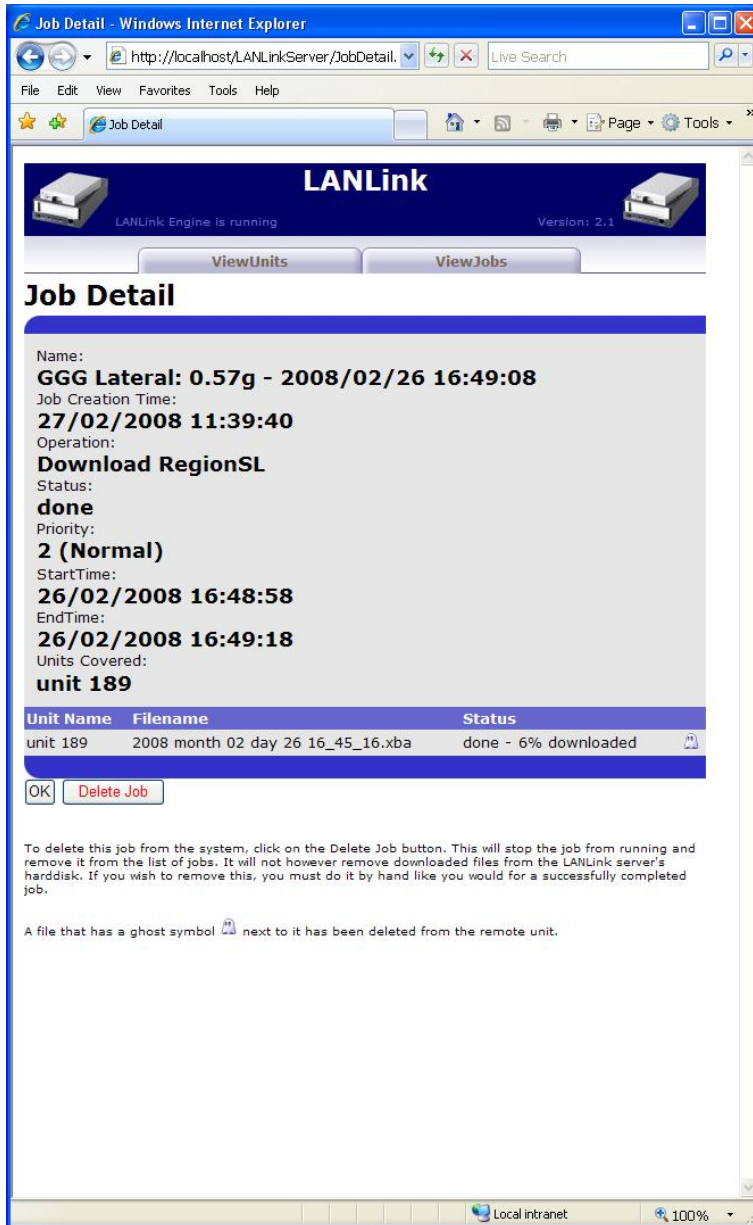 Job Detail - Windows Internet Explorer
http://localhost/LANLinkServer/JobDetail.
Live Search
File Edit View Favorites Tools Help
Job Detail
Page
Tools
»
LANLink
LANLink Engine is running
Version: 2.1
ViewUnits
ViewJobs
Job Detail
Name:
GGG Lateral: 0.57g - 2008/02/26 16:49:08
Job Creation Time:
27/02/2008 11:39:40
Operation:
Download RegionSL
Status:
done
Priority:
2 (Normal)
StartTime:
26/02/2008 16:48:58
EndTime:
26/02/2008 16:49:18
Units Covered:
unit 189
Unit Name Filename Status
unit 189 2008 month 02 day 26 16_45_16.xba done - 6% downloaded
OK Delete Job
To delete this job from the system, click on the Delete Job button. This will stop the job from running and
remove it from the list of jobs. It will not however remove downloaded files from the LANLink server's
harddisk. If you wish to remove this, you must do it by hand like you would for a successfully completed
job.
A file that has a ghost symbol next to it has been deleted from the remote unit.
Local intranet
100%